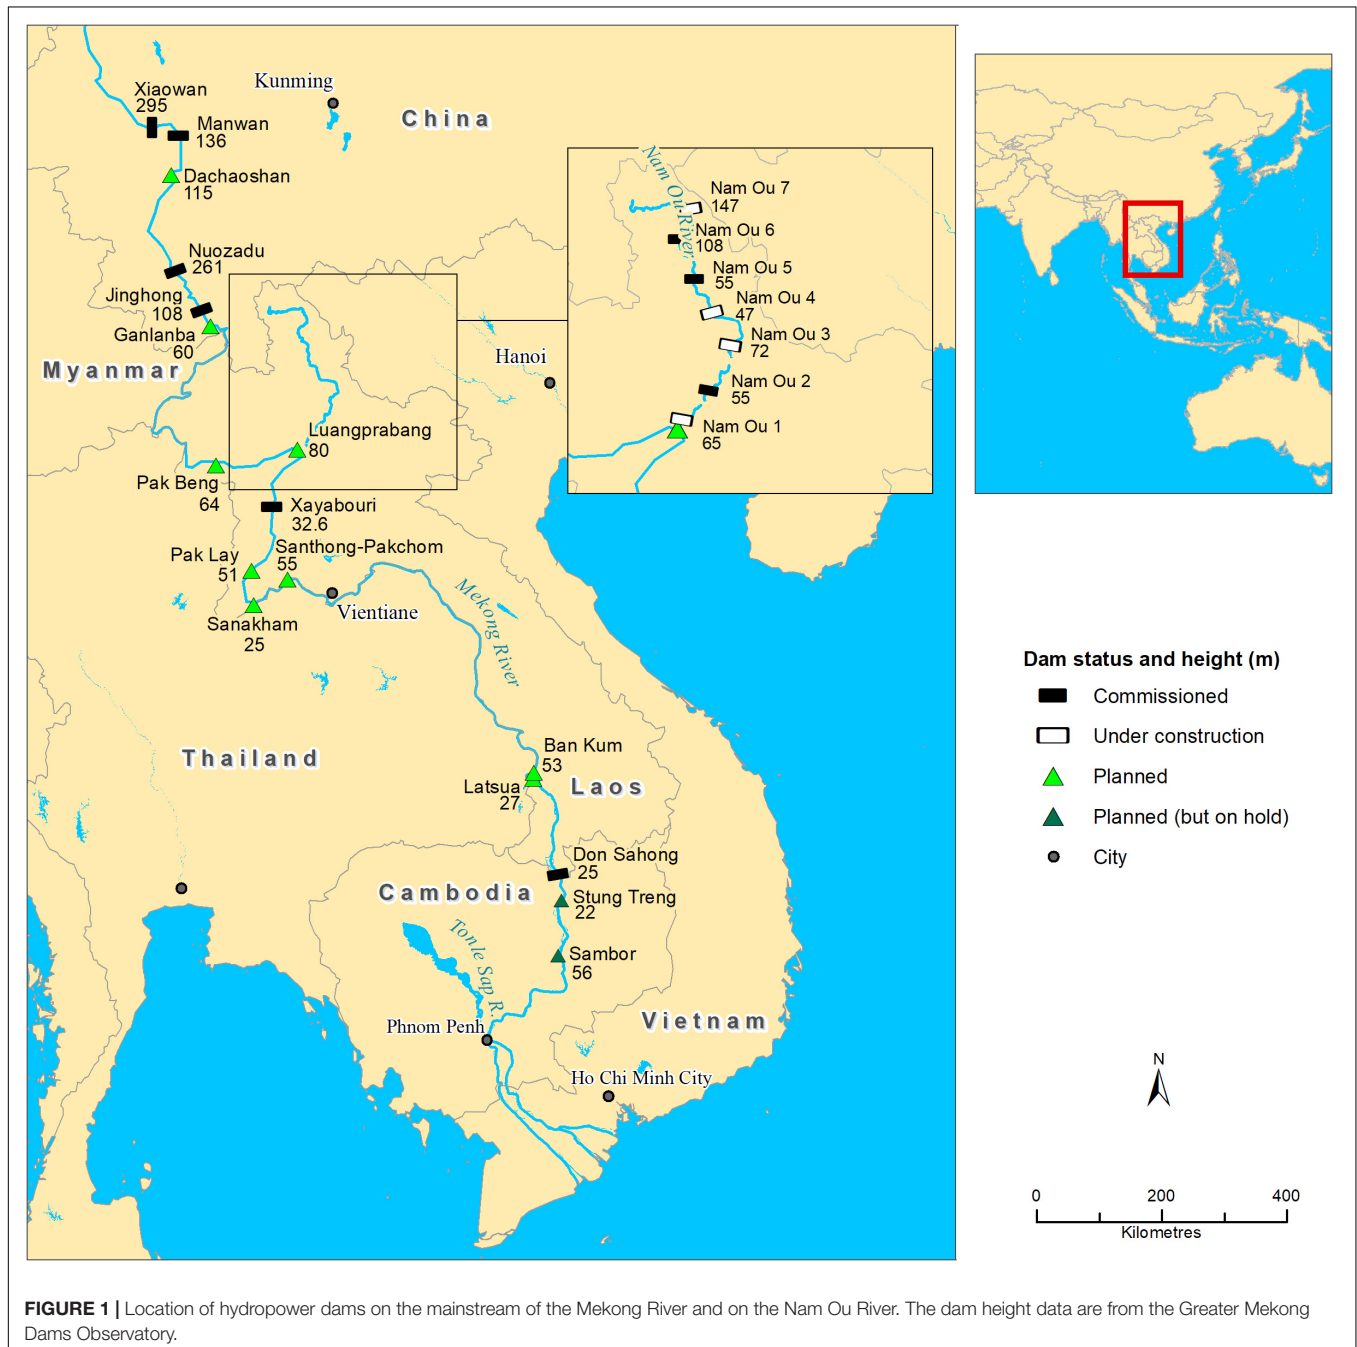 Kunming
China
Xiaowan
295
Manwan
136
Dachaoshan
115
Nuozadu
261
Jinghong
108
Ganlanba
60
Myanmar
Hanoi
Luangprabang
80
Pak Beng
64
Xayabouri
32.6
Pak Lay
51
Santhong-Pakchom
55
Sanakham
25
Vientiane
Mekong River
Thailand
Ban Kum
53
Latsua
27
Laos
Don Sahong
25
Cambodia
Stung Treng
22
Sambor
56
Tonle Sap R.
Phnom Penh
Vietnam
Ho Chi Minh City
Nam Ou River
Nam Ou 7
147
Nam Ou 6
108
Nam Ou 5
55
Nam Ou 4
47
Nam Ou 3
72
Nam Ou 2
55
Nam Ou 1
65
Dam status and height (m)
Commissioned
Under construction
Planned
Planned (but on hold)
City
N
0 200 400
Kilometres
FIGURE 1 | Location of hydropower dams on the mainstream of the Mekong River and on the Nam Ou River. The dam height data are from the Greater Mekong
Dams Observatory.